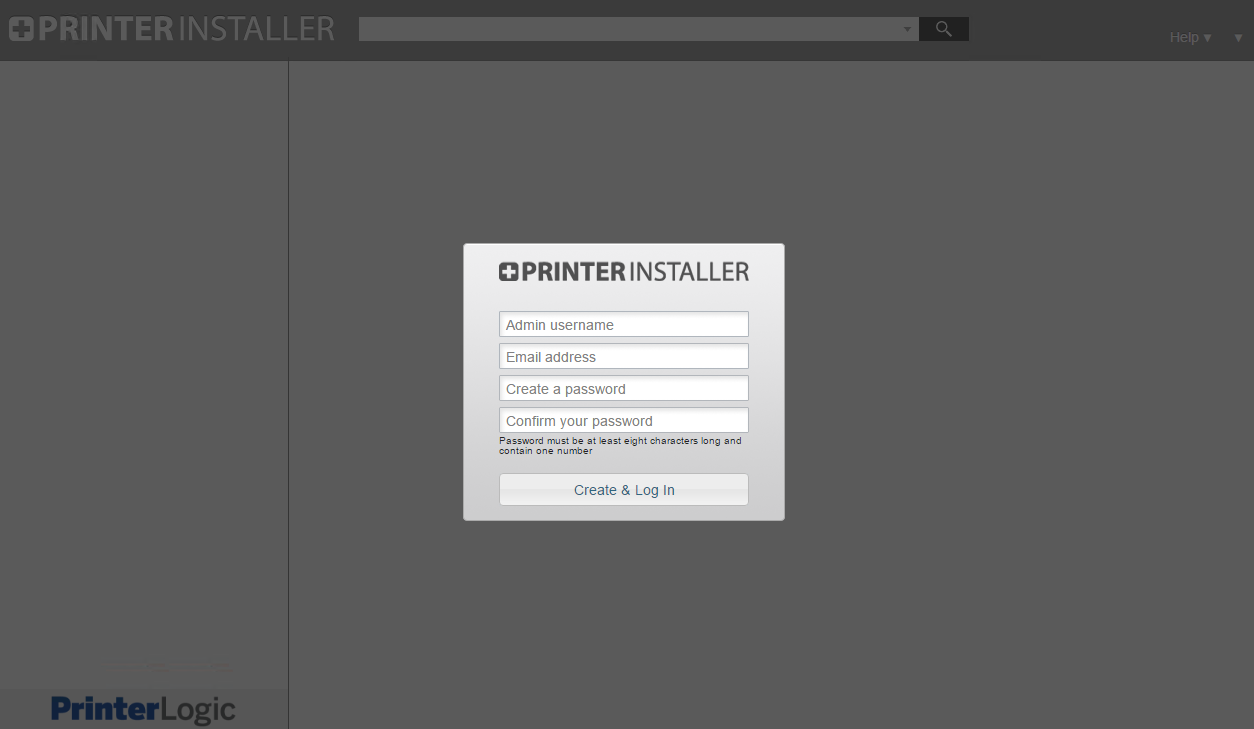 PRINTER INSTALLER
Help ▾ ▾
PRINTER INSTALLER
Admin username
Email address
Create a password
Confirm your password
Password must be at least eight characters long and
contain one number
Create & Log In
PrinterLogic